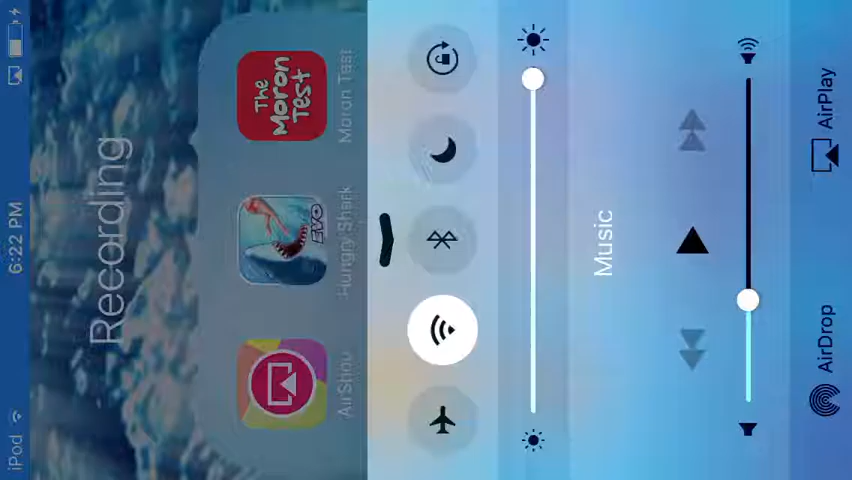 iPod
6:22 PM
Recording
The
Moron
Test
EVO
AirShou
Hungry Shark
Moron Test
Music
AirDrop
AirPlay